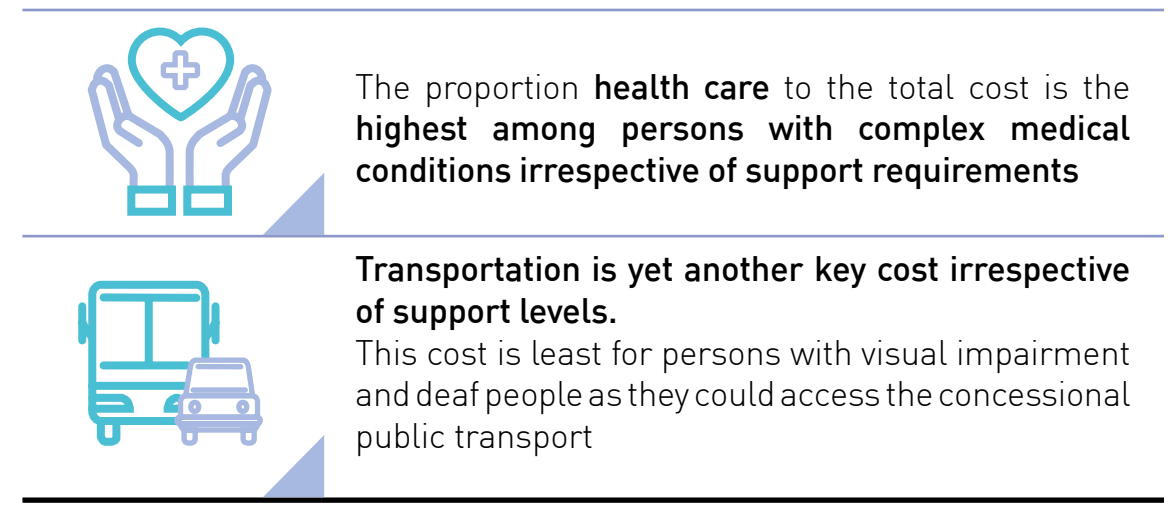 The proportion health care to the total cost is the
highest among persons with complex medical
conditions irrespective of support requirements
Transportation is yet another key cost irrespective
of support levels.
This cost is least for persons with visual impairment
and deaf people as they could access the concessional
public transport